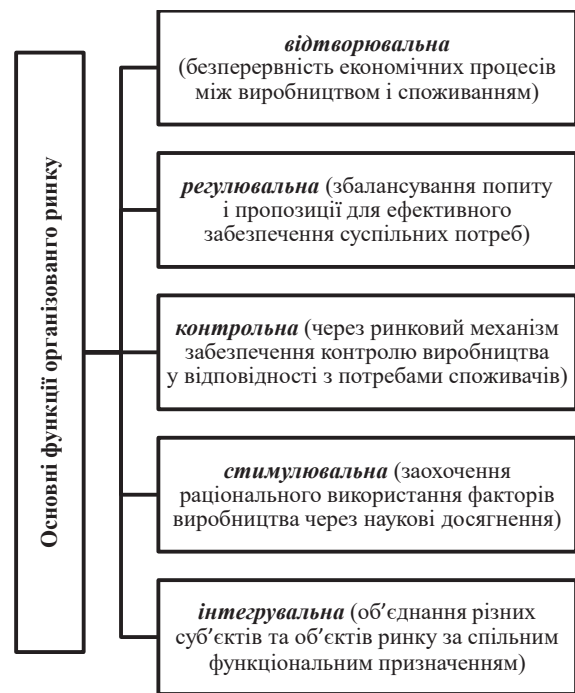 Основні функції організованго ринку
відтворювальна
(безперервність економічних процесів
між виробництвом і споживанням)
регулювальна (збалансування попиту
і пропозиції для ефективного
забезпечення суспільних потреб)
контрольна (через ринковий механізм
забезпечення контролю виробництва
у відповідності з потребами споживачів)
стимулювальна (заохочення
раціонального використання факторів
виробництва через наукові досягнення)
інтегрувальна (об’єднання різних
суб’єктів та об’єктів ринку за спільним
функціональним призначенням)